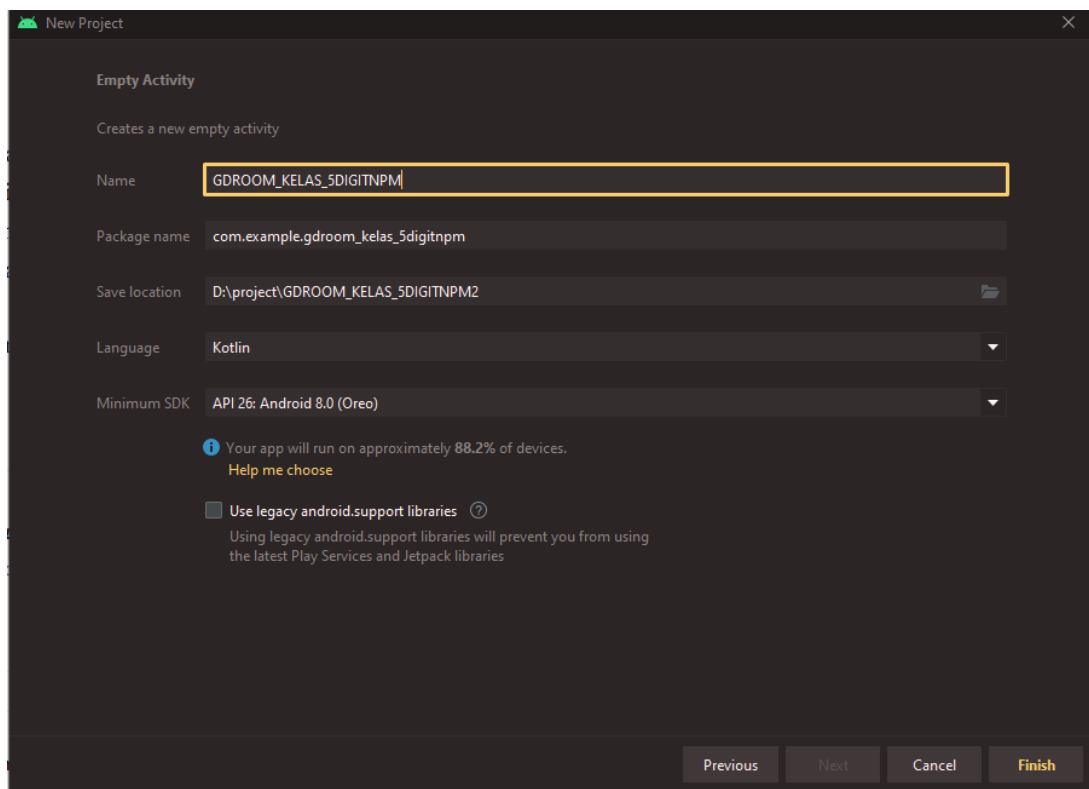 New Project
Empty Activity
Creates a new empty activity
Name GDROOM_KELAS_5DIGITNPM
Package name com.example.gdroom_kelas_5digitnpm
Save location D:\project\GDROOM_KELAS_5DIGITNPM2
Language Kotlin
Minimum SDK API 26: Android 8.0 (Oreo)
Your app will run on approximately 88.2% of devices.
Help me choose
Use legacy android.support libraries
Using legacy android.support libraries will prevent you from using
the latest Play Services and Jetpack libraries
Previous Next Cancel Finish